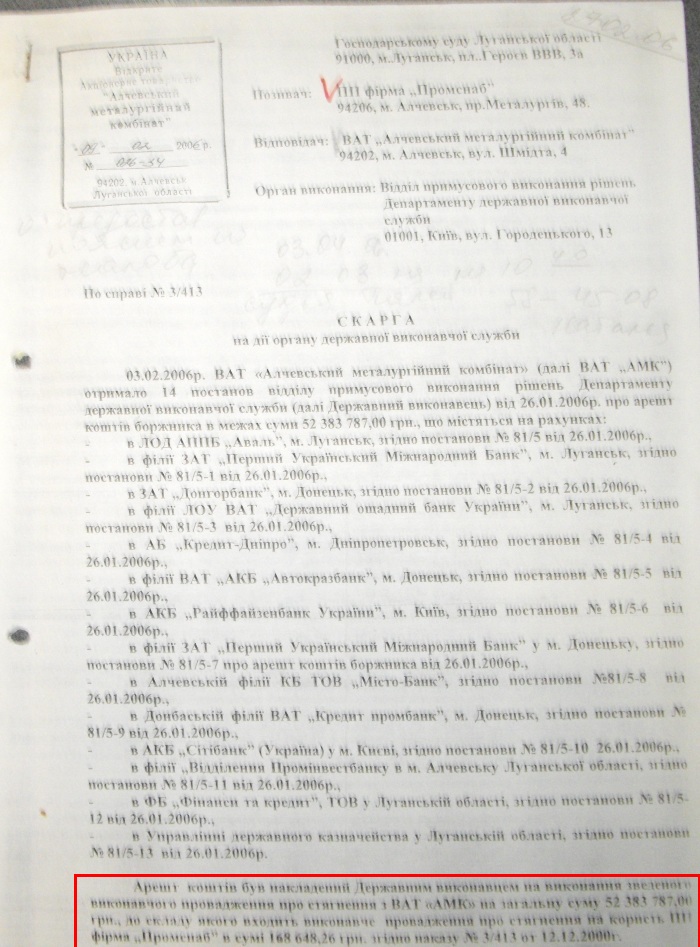 УКРАЇНА
Відкрите
Акціонерне товариство
"Алчевський
металургійний
комбінат"
2006 р.
№
94202, м.Алчевськ
Луганської області
Господарському суду Луганської області
91000, м.Луганськ, пл.Героєв ВВВ, 3а
Позивач: ПП фірма „Променаб"
94206, м. Алчевськ, пр.Металургів, 48.
Відповідач: ВАТ „Алчевський металургійний комбінат"
94202, м. Алчевськ, вул. Шмідта, 4
Орган виконання: Відділ примусового виконання рішень
Департаменту державної виконавчої
служби
01001, Київ, вул. Городецького, 13
По справі № 3/413
С К А Р Г А
на дії органу державної виконавчої служби
03.02.2006р. ВАТ «Алчевський металургійний комбінат» (далі ВАТ „АМК")
отримало 14 постанов відділу примусового виконання рішень Департаменту
державної виконавчої служби (далі Державний виконавець) від 26.01.2006р. про арешт
коштів боржника в межах суми 52 383 787,00 грн., що містяться на рахунках:
- в ЛОД АППБ „Аваль", м. Луганськ, згідно постанови № 81/5 від 26.01.2006р.,
- в філії ЗАТ „Перший Український Міжнародний Банк", м. Луганськ, згідно
постанови № 81/5-1 від 26.01.2006р.,
- в ЗАТ „Донгорбанк", м. Донецьк, згідно постанови № 81/5-2 від 26.01.2006р.,
- в філії ЛОУ ВАТ „Державний ощадний банк України", м. Луганськ, згідно
постанови № 81/5-3 від 26.01.2006р.,
- в АБ „Кредит-Дніпро", м. Дніпропетровськ, згідно постанови № 81/5-4 від
26.01.2006р.,
- в філії ВАТ „АКБ „Автокразбанк", м. Донецьк, згідно постанови № 81/5-5 від
26.01.2006р.,
- в АКБ „Райффайзенбанк України", м. Київ, згідно постанови № 81/5-6 від
26.01.2006р.,
- в філії ЗАТ „Перший Український Міжнародний Банк" у м. Донецьку, згідно
постанови № 81/5-7 про арешт коштів боржника від 26.01.2006р.,
- в Алчевській філії КБ ТОВ „Місто-Банк", згідно постанови №81/5-8 від
26.01.2006р.,
- в Донбаській філії ВАТ „Кредит промбанк", м. Донецьк, згідно постанови №
81/5-9 від 26.01.2006р.,
- в АКБ „Сітібанк" (Україна) у м. Києві, згідно постанови № 81/5-10 26.01.2006р.,
- в філії „Відділення Промінвестбанку в м. Алчевську Луганської області, згідно
постанови № 81/5-11 від 26.01.2006р.,
- в ФБ „Фінанси та кредит", ТОВ у Луганській області, згідно постанови № 81/5-
12 від 26.01.2006р.,
- в Управлінні державного казначейства у Луганській області, згідно постанови
№ 81/5-13 від 26.01.2006р.
Арешт коштів був накладений Державним виконавцем на виконання зведеного
виконавчого провадження про стягнення з ВАТ «АМК» на загальну суму 52 383 787,00
грн., до складу якого входить виконавче провадження про стягнення на користь ПП
фірма „Променаб" в сумі 168 648,26 грн. згідно наказу № 3/413 от 12.12.2000г.